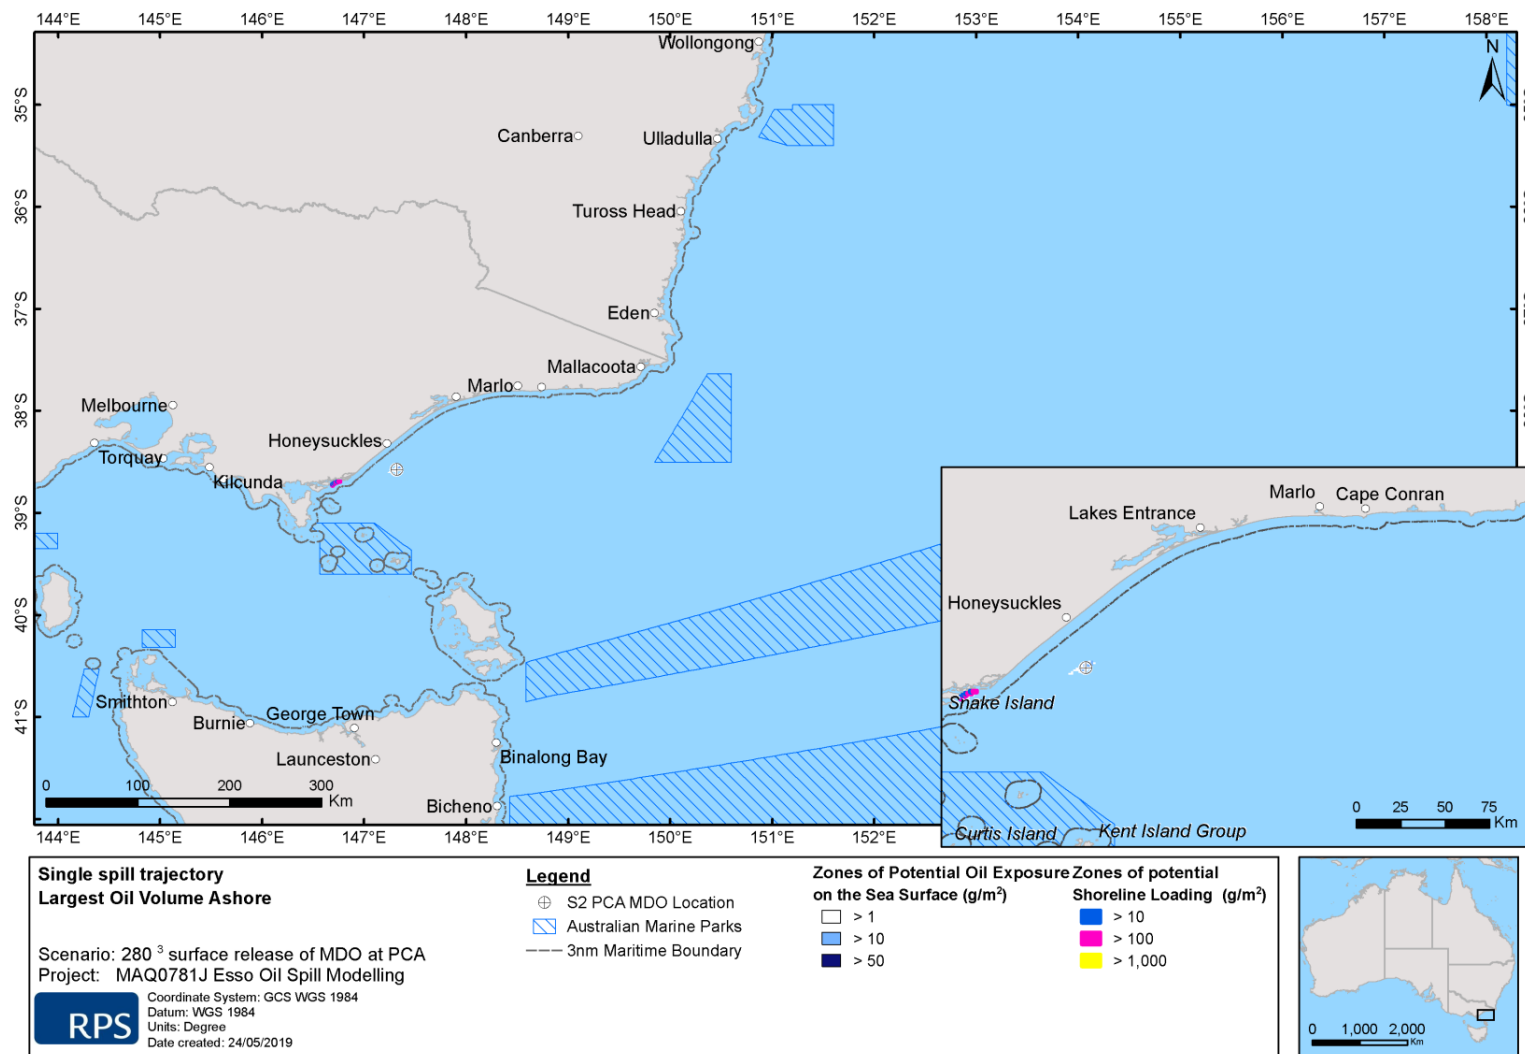 144°E 145°E 146°E 147°E 148°E 149°E 150°E 151°E 152°E 153°E 154°E 155°E 156°E 157°E 158°E
Wollongong
N
35°S
Canberra
Ulladulla
36°S
Tuross Head
37°S
Eden
Mallacoota
Marlo
38°S
Melbourne
Honeysuckles
Torquay
Kilcunda
39°S
40°S
41°S
Smithton
Burnie
George Town
Launceston
Binalong Bay
Bicheno
0 100 200 300
Km
144°E 145°E 146°E 147°E 148°E 149°E 150°E 151°E 152°E
Marlo
Cape Conran
Lakes Entrance
Honeysuckles
Snake Island
Curtis Island
Kent Island Group
0 25 50 75
Km
Single spill trajectory
Largest Oil Volume Ashore
Scenario: 280 ³ surface release of MDO at PCA
Project: MAQ0781J Esso Oil Spill Modelling
RPS
Coordinate System: GCS WGS 1984
Datum: WGS 1984
Units: Degree
Date created: 24/05/2019
Legend
S2 PCA MDO Location
Australian Marine Parks
3nm Maritime Boundary
Zones of Potential Oil Exposure
on the Sea Surface (g/m²)
> 1
> 10
> 50
Zones of potential
Shoreline Loading (g/m²)
> 10
> 100
> 1,000
0 1,000 2,000
Km